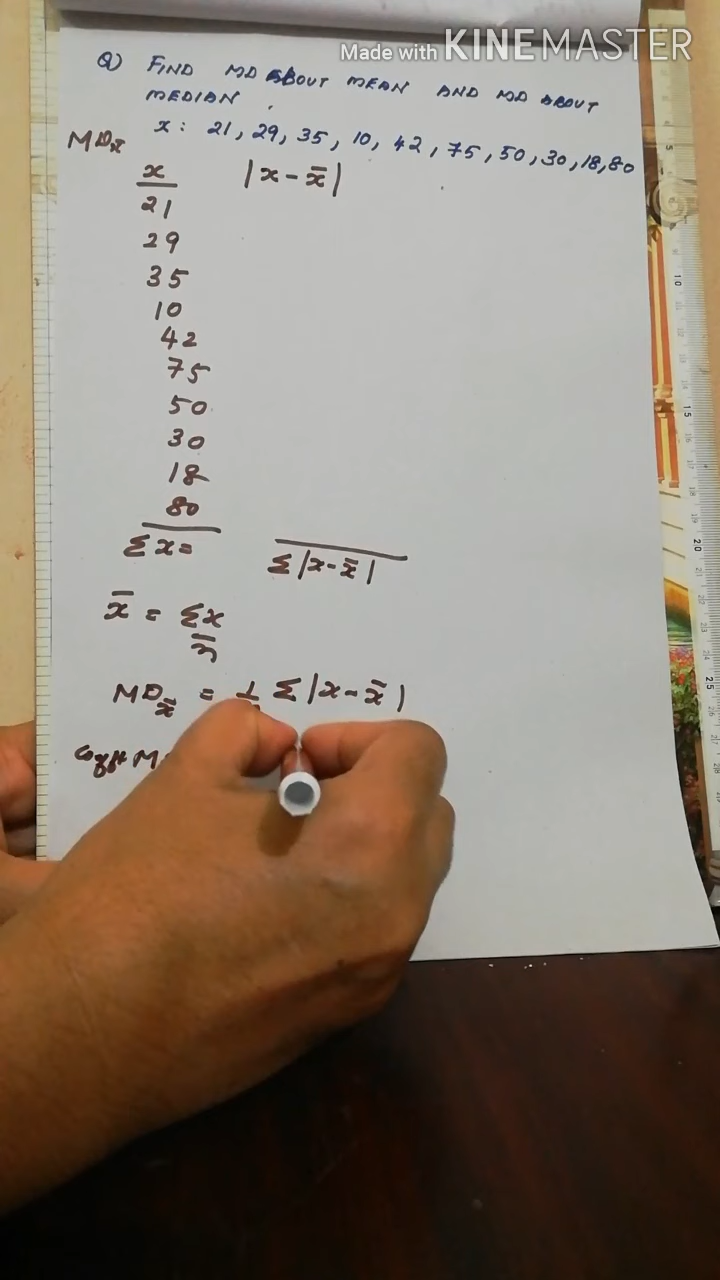 Made with KINEMASTER
Q) FIND MD ABOUT MEAN AND MD ABOUT
MEDIAN.
x : 21, 29, 35, 10, 42, 75, 50, 30, 18, 80
MDx̄
x |x - x̄|
21
29
35
10
42
75
50
30
18
80
Σx= Σ|x-x̄|
x̄ = Σx
n
MDx̄ = 1 Σ|x-x̄|
coefft M